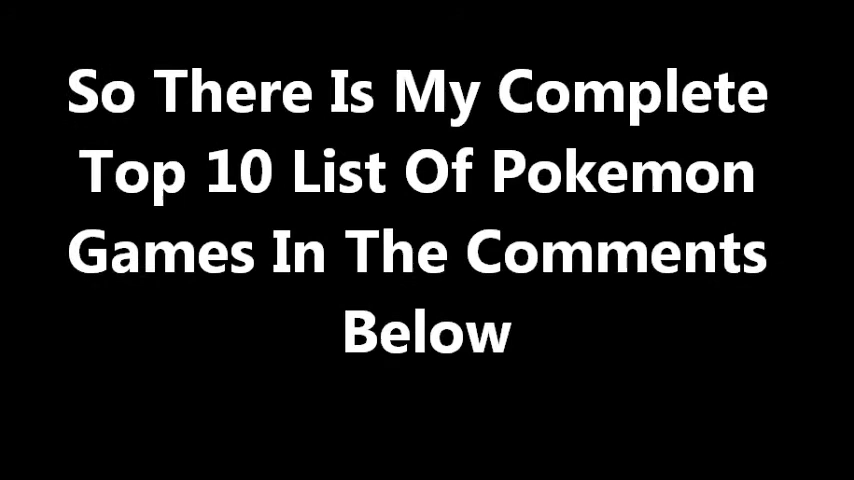 So There Is My Complete
Top 10 List Of Pokemon
Games In The Comments
Below